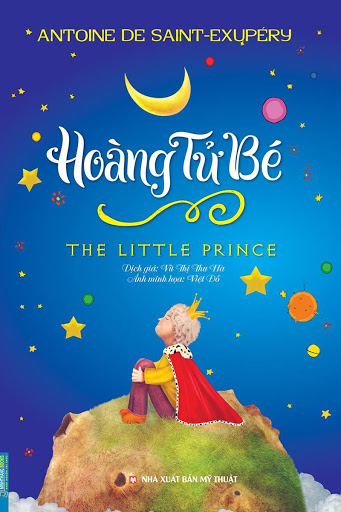 ANTOINE DE SAINT-EXUPÉRY
Hoàng Tử Bé
THE LITTLE PRINCE
Dịch giả: Vũ Thị Thu Hà
Ảnh minh họa: Việt Đỗ
NHÀ XUẤT BẢN MỸ THUẬT